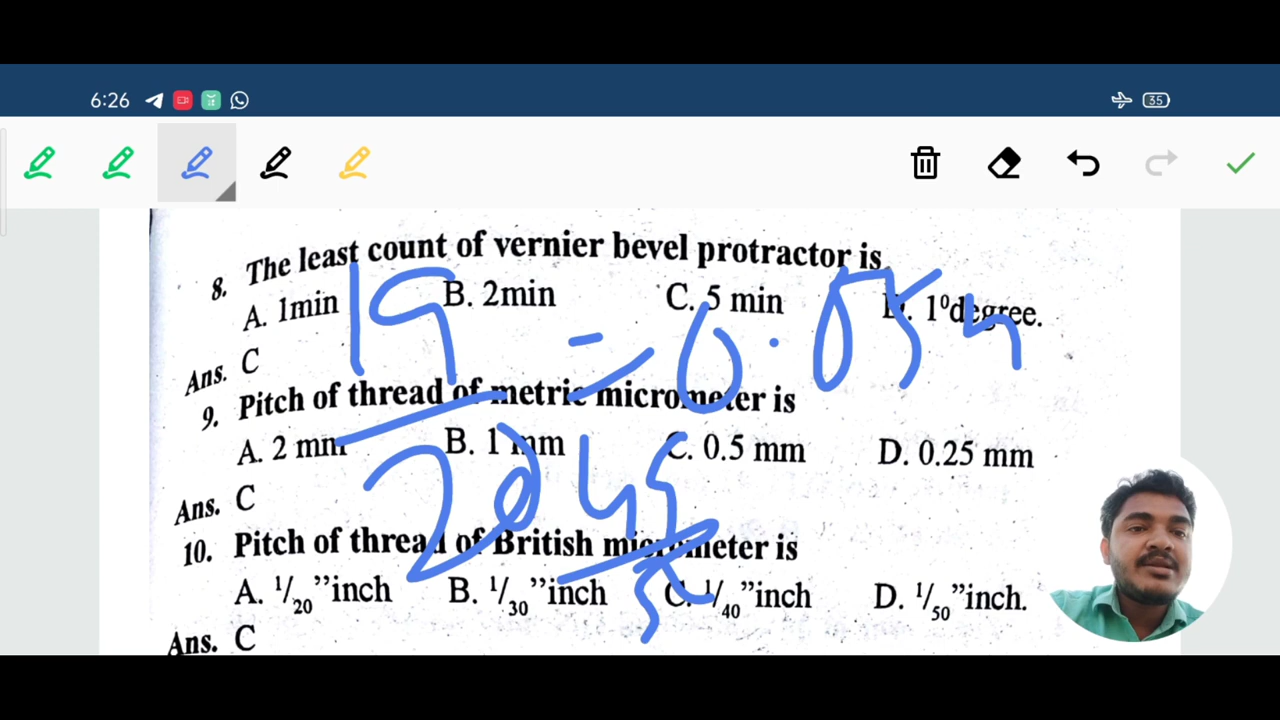 6:26 35
8. The least count of vernier bevel protractor is
A. 1min B. 2min C. 5 min D. 1⁰degree.
Ans. C
19 = 0.05
9. Pitch of thread of metric micrometer is
A. 2 mm B. 1 mm C. 0.5 mm D. 0.25 mm
20
Ans. C
10. Pitch of thread of British micrometer is
A. ¹/₂₀”inch B. ¹/₃₀”inch C. ¹/₄₀”inch D. ¹/₅₀”inch.
Ans. C